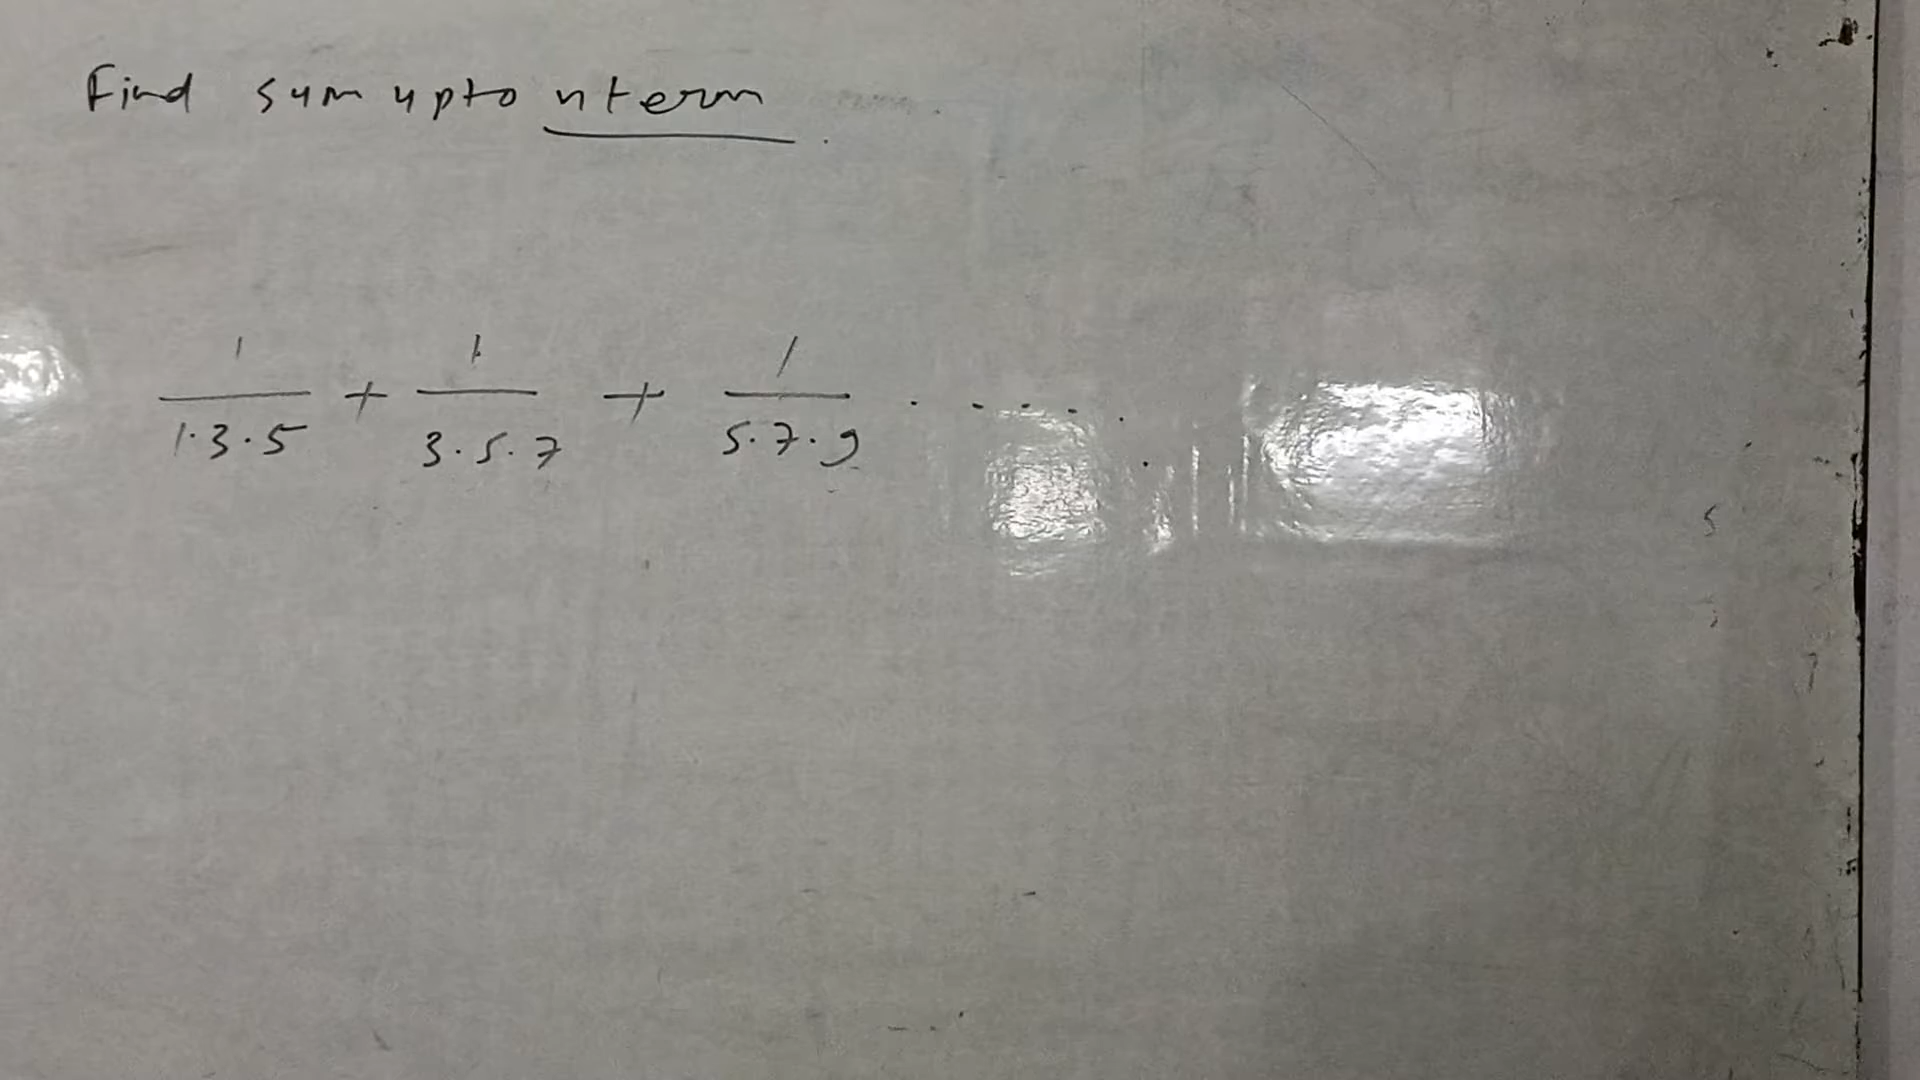 Find sum upto n term.
1/1·3·5 + 1/3·5·7 + 1/5·7·9 . . . . . .